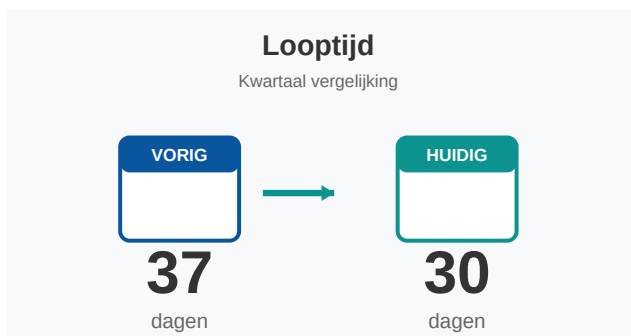 Looptijd
Kwartaal vergelijking
VORIG
HUIDIG
37
30
dagen
dagen